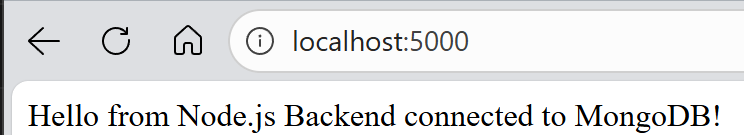 localhost:5000
Hello from Node.js Backend connected to MongoDB!